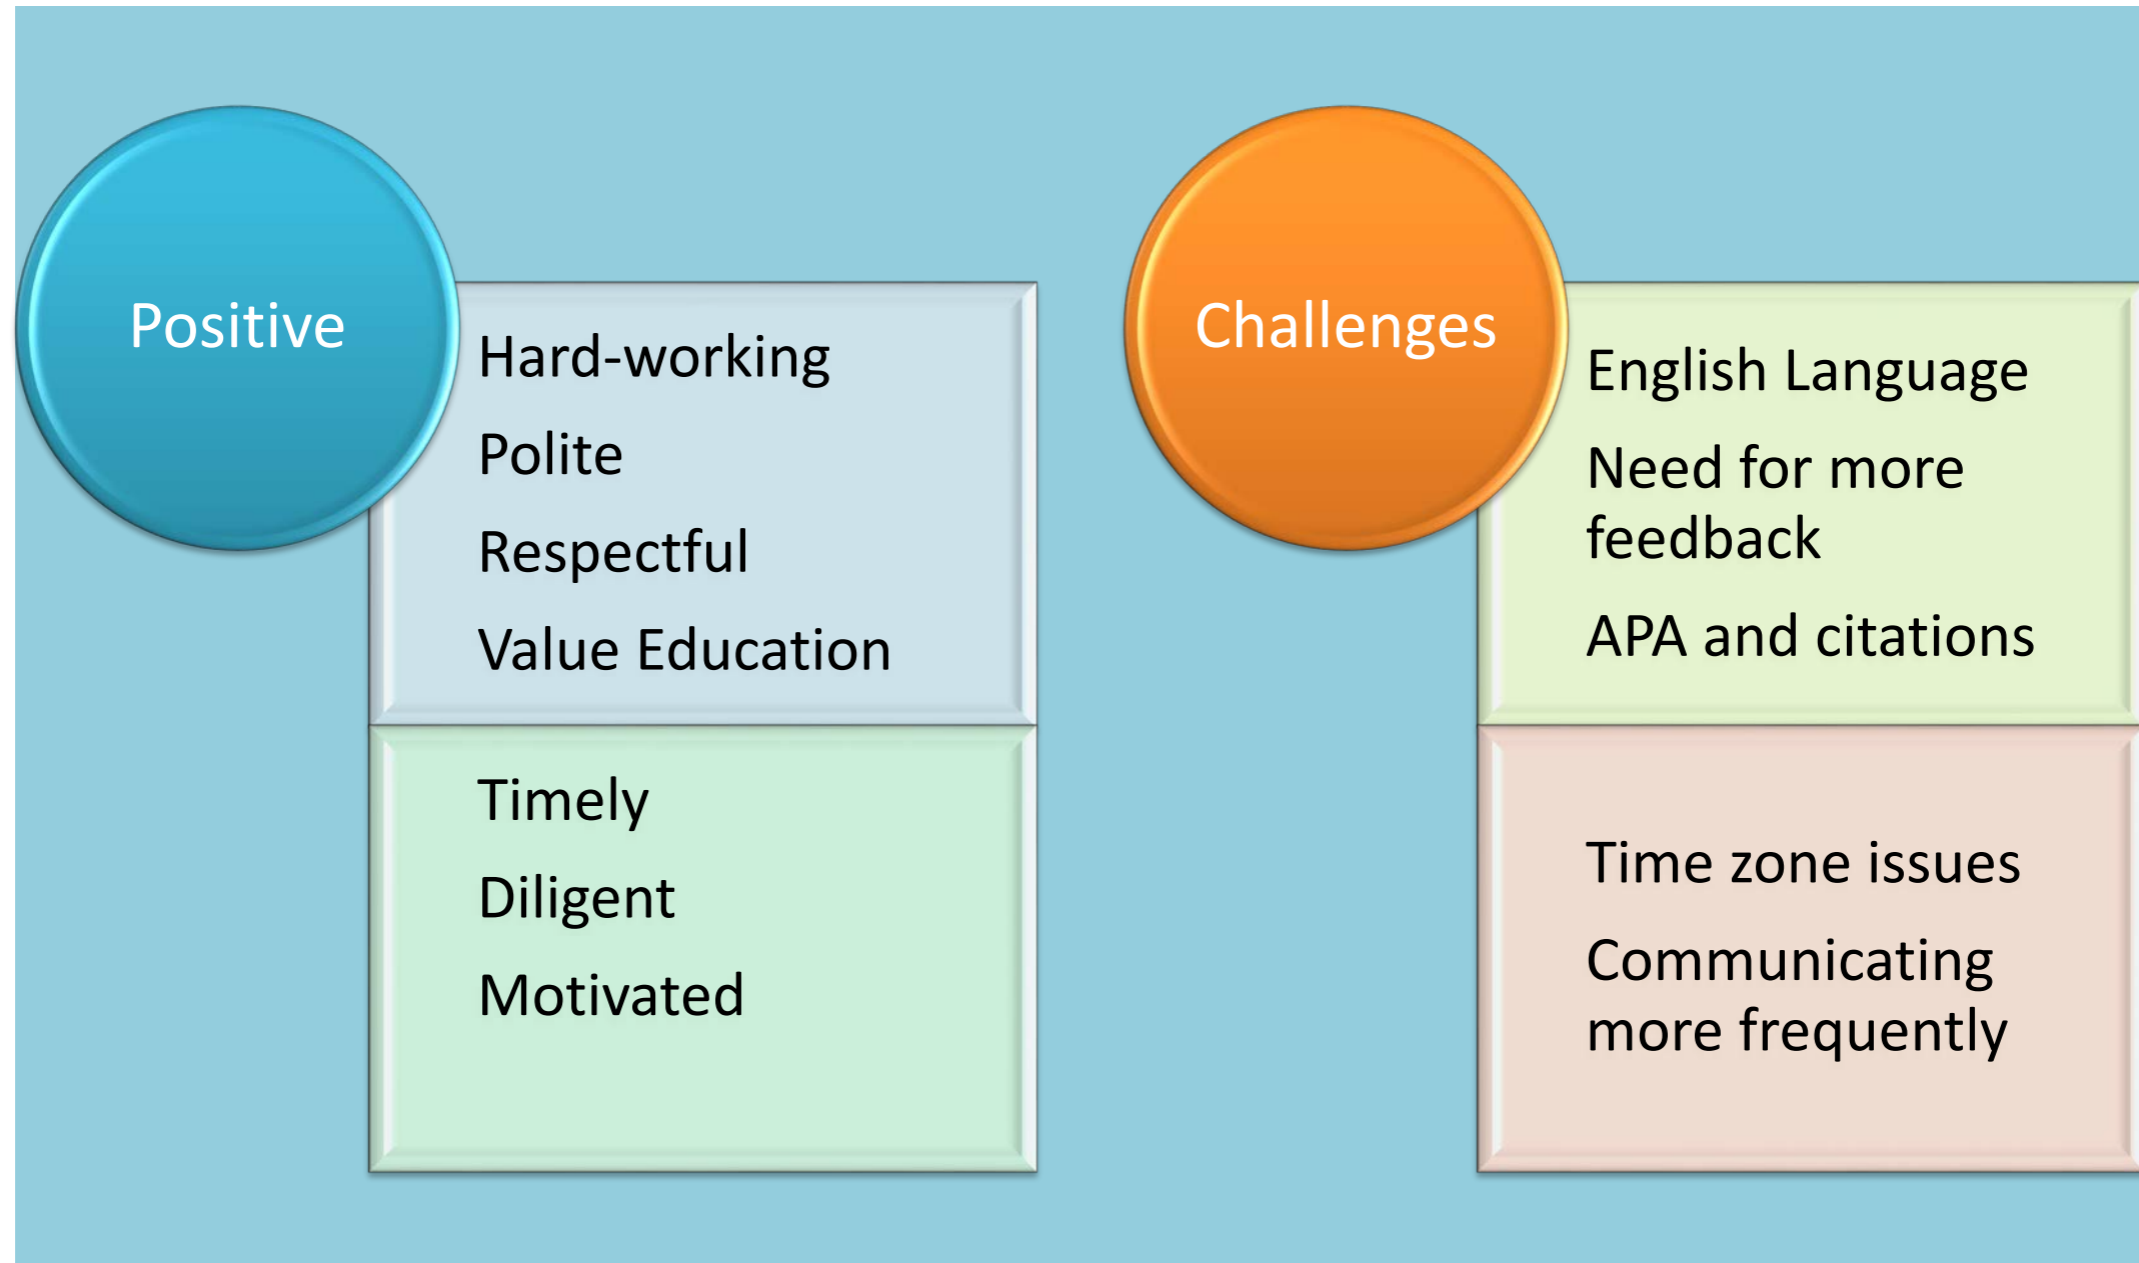 Positive
Hard-working
Polite
Respectful
Value Education
Timely
Diligent
Motivated
Challenges
English Language
Need for more
feedback
APA and citations
Time zone issues
Communicating
more frequently